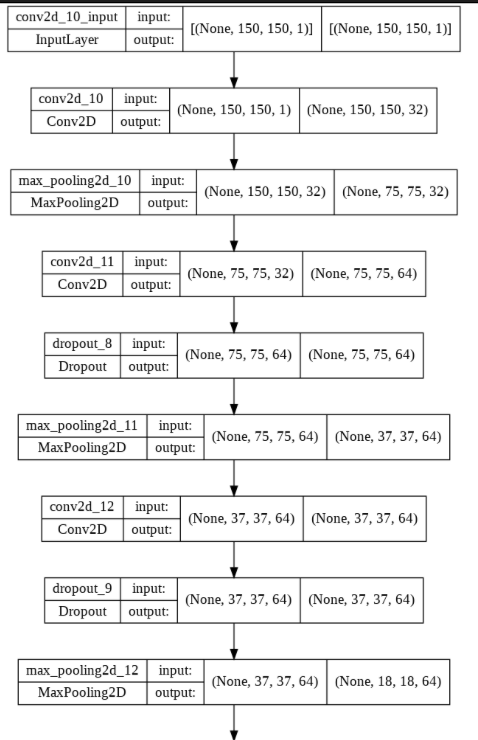 conv2d_10_input input: [(None, 150, 150, 1)] [(None, 150, 150, 1)]
InputLayer output:
conv2d_10 input: (None, 150, 150, 1) (None, 150, 150, 32)
Conv2D output:
max_pooling2d_10 input: (None, 150, 150, 32) (None, 75, 75, 32)
MaxPooling2D output:
conv2d_11 input: (None, 75, 75, 32) (None, 75, 75, 64)
Conv2D output:
dropout_8 input: (None, 75, 75, 64) (None, 75, 75, 64)
Dropout output:
max_pooling2d_11 input: (None, 75, 75, 64) (None, 37, 37, 64)
MaxPooling2D output:
conv2d_12 input: (None, 37, 37, 64) (None, 37, 37, 64)
Conv2D output:
dropout_9 input: (None, 37, 37, 64) (None, 37, 37, 64)
Dropout output:
max_pooling2d_12 input: (None, 37, 37, 64) (None, 18, 18, 64)
MaxPooling2D output: